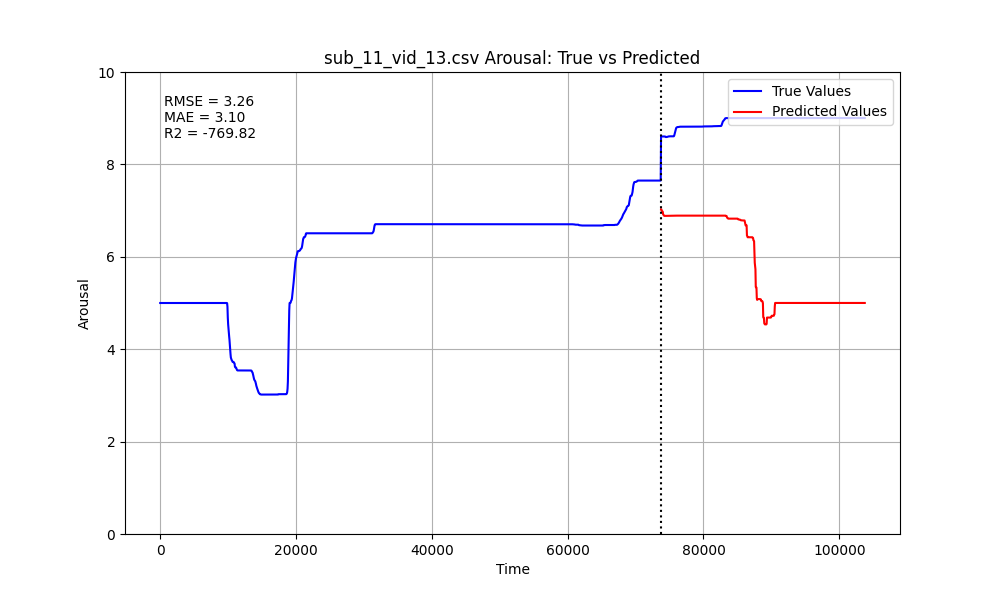 sub_11_vid_13.csv Arousal: True vs Predicted
RMSE = 3.26
MAE = 3.10
R2 = -769.82
True Values
Predicted Values
10
8
6
4
2
0
Arousal
0
20000
40000
60000
80000
100000
Time